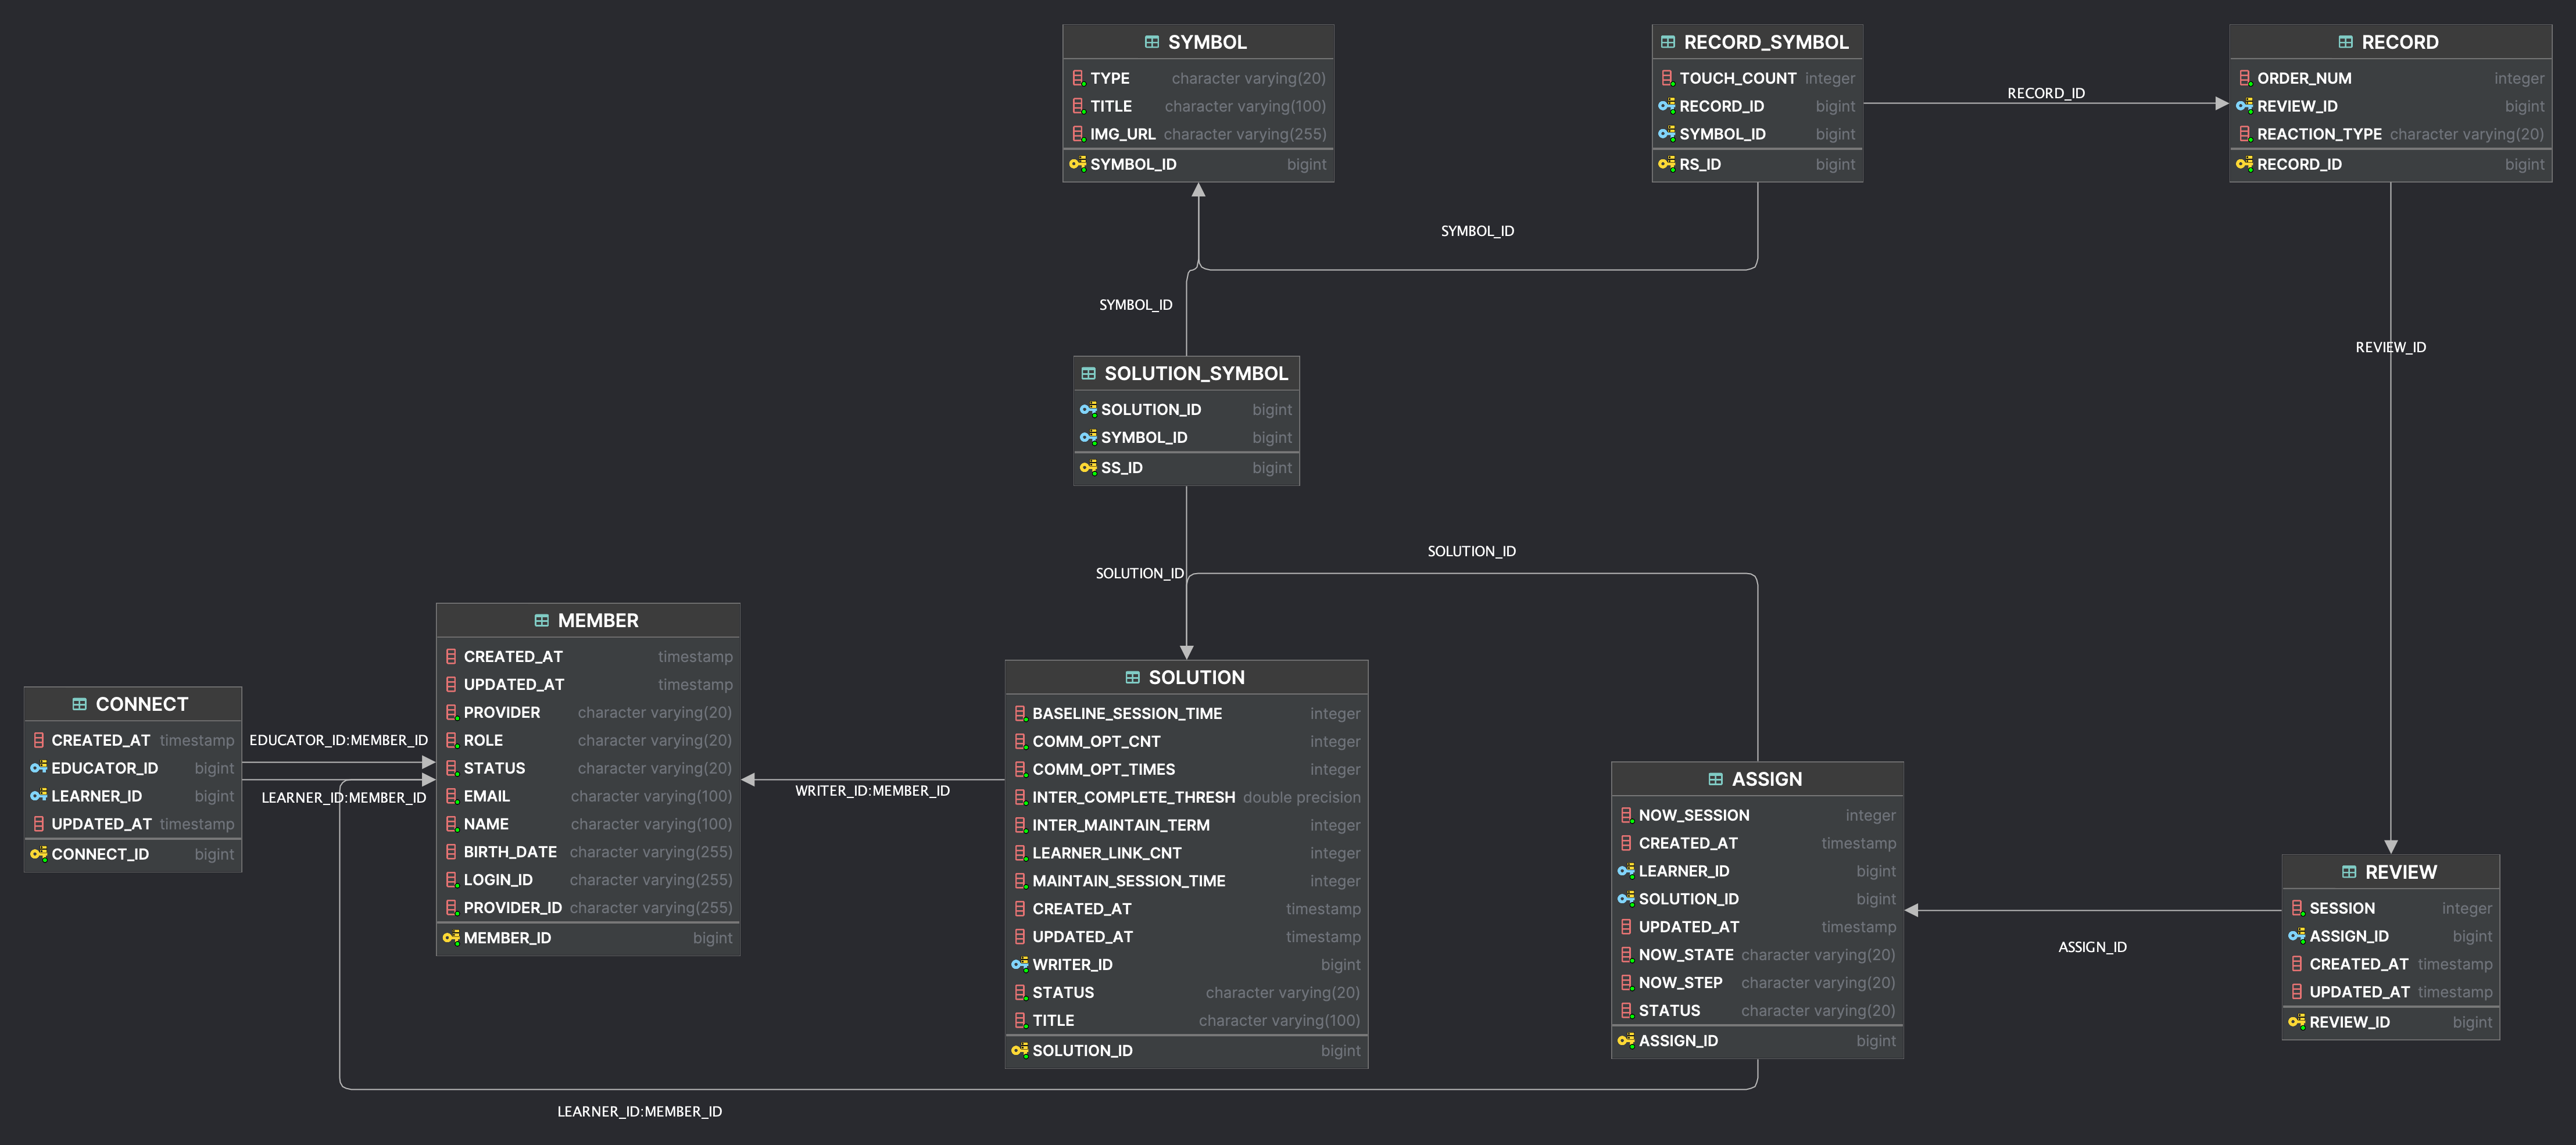 SYMBOL
TYPE character varying(20)
TITLE character varying(100)
IMG_URL character varying(255)
SYMBOL_ID bigint
RECORD_SYMBOL
TOUCH_COUNT integer
RECORD_ID bigint
SYMBOL_ID bigint
RS_ID bigint
RECORD_ID
RECORD
ORDER_NUM integer
REVIEW_ID bigint
REACTION_TYPE character varying(20)
RECORD_ID bigint
SYMBOL_ID
SYMBOL_ID
REVIEW_ID
SOLUTION_SYMBOL
SOLUTION_ID bigint
SYMBOL_ID bigint
SS_ID bigint
SOLUTION_ID
SOLUTION_ID
CONNECT
CREATED_AT timestamp
EDUCATOR_ID bigint
LEARNER_ID bigint
UPDATED_AT timestamp
CONNECT_ID bigint
EDUCATOR_ID:MEMBER_ID
LEARNER_ID:MEMBER_ID
MEMBER
CREATED_AT timestamp
UPDATED_AT timestamp
PROVIDER character varying(20)
ROLE character varying(20)
STATUS character varying(20)
EMAIL character varying(100)
NAME character varying(100)
BIRTH_DATE character varying(255)
LOGIN_ID character varying(255)
PROVIDER_ID character varying(255)
MEMBER_ID bigint
WRITER_ID:MEMBER_ID
SOLUTION
BASELINE_SESSION_TIME integer
COMM_OPT_CNT integer
COMM_OPT_TIMES integer
INTER_COMPLETE_THRESH double precision
INTER_MAINTAIN_TERM integer
LEARNER_LINK_CNT integer
MAINTAIN_SESSION_TIME integer
CREATED_AT timestamp
UPDATED_AT timestamp
WRITER_ID bigint
STATUS character varying(20)
TITLE character varying(100)
SOLUTION_ID bigint
ASSIGN
NOW_SESSION integer
CREATED_AT timestamp
LEARNER_ID bigint
SOLUTION_ID bigint
UPDATED_AT timestamp
NOW_STATE character varying(20)
NOW_STEP character varying(20)
STATUS character varying(20)
ASSIGN_ID bigint
ASSIGN_ID
REVIEW
SESSION integer
ASSIGN_ID bigint
CREATED_AT timestamp
UPDATED_AT timestamp
REVIEW_ID bigint
LEARNER_ID:MEMBER_ID